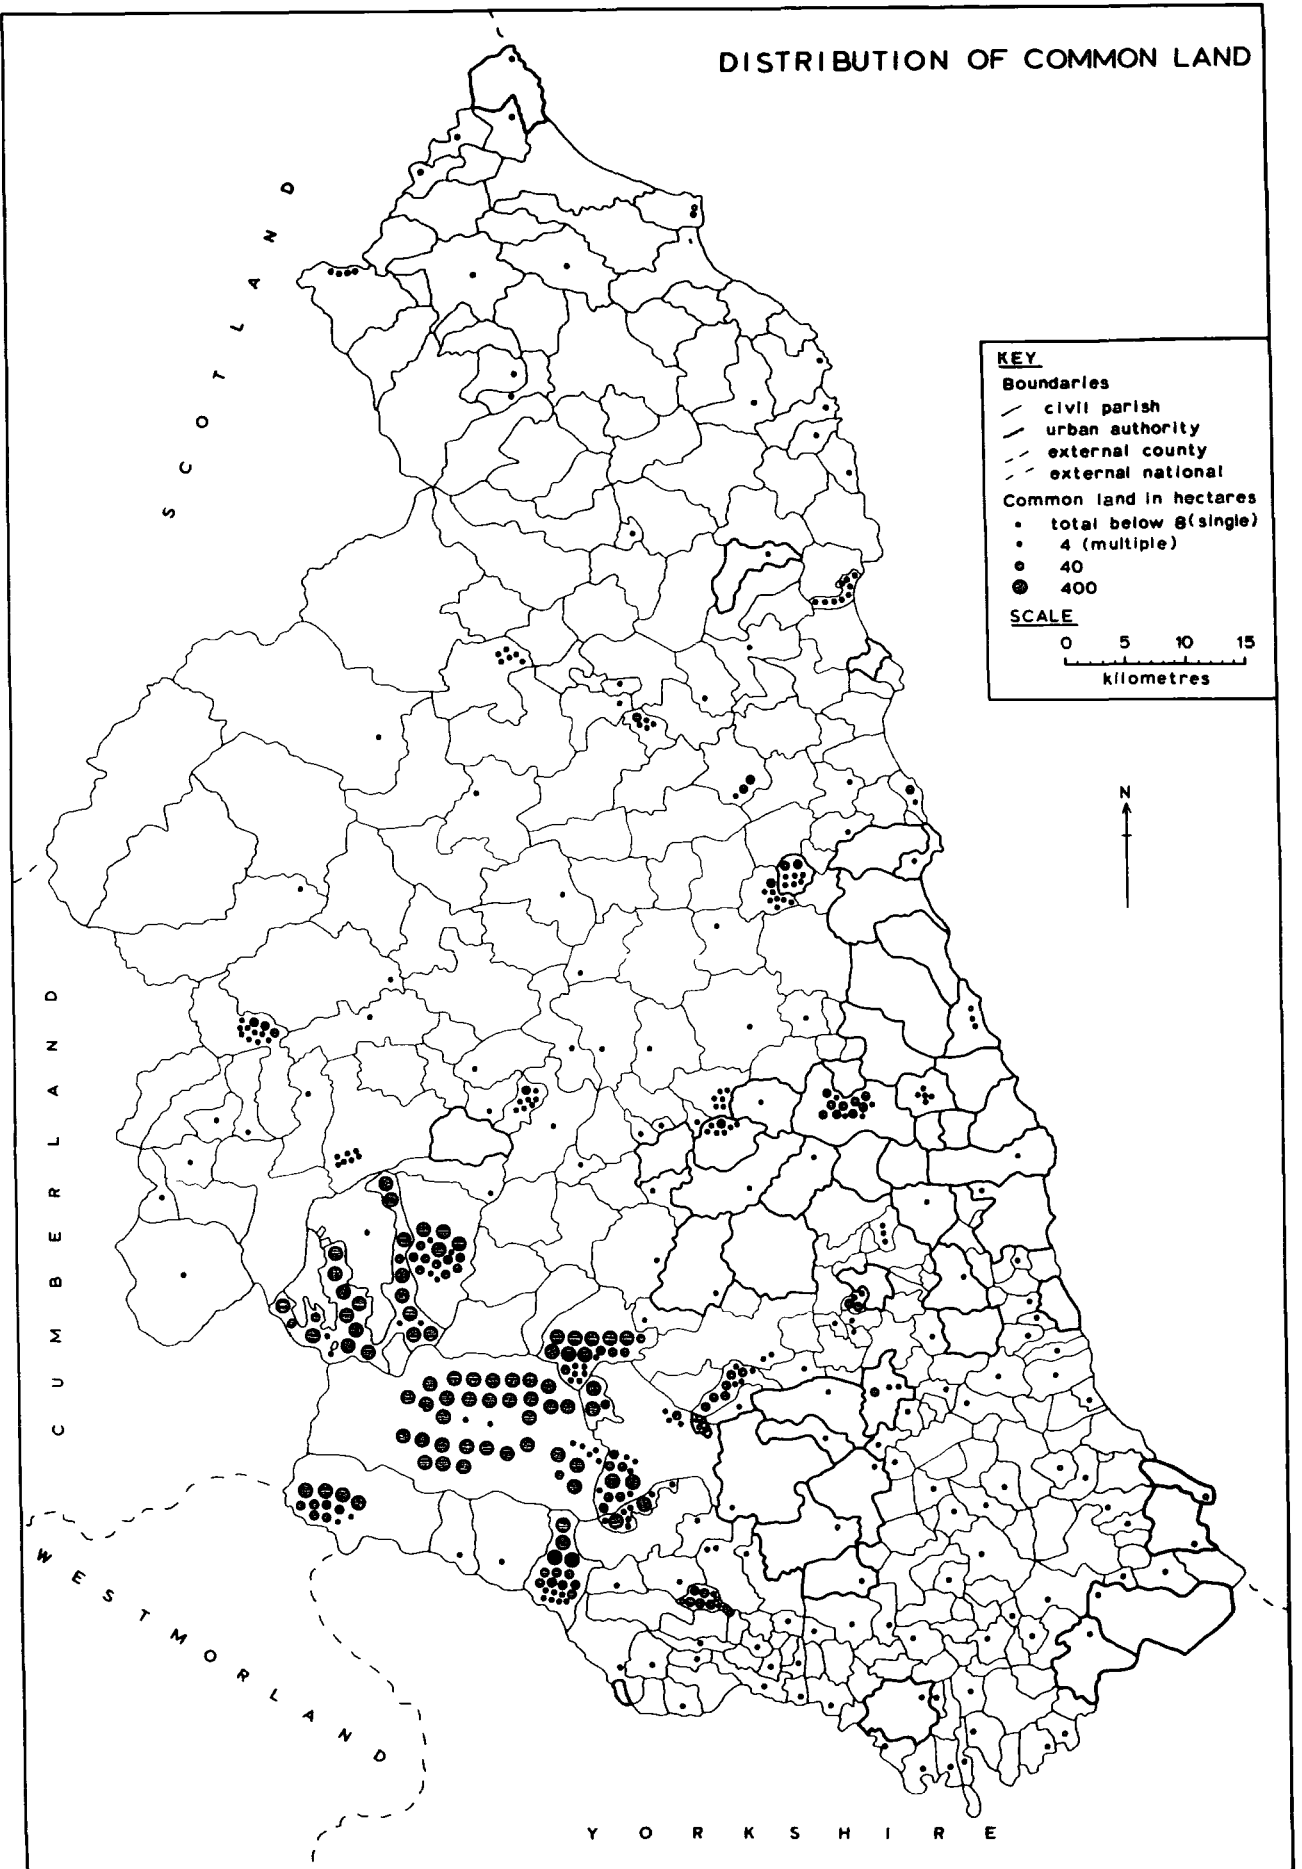 DISTRIBUTION OF COMMON LAND
SCOTLAND
KEY
Boundaries
civil parish
urban authority
external county
external national
Common land in hectares
total below 8(single)
4 (multiple)
40
400
SCALE
0 5 10 15
kilometres
N
CUMBERLAND
WESTMORLAND
YORKSHIRE